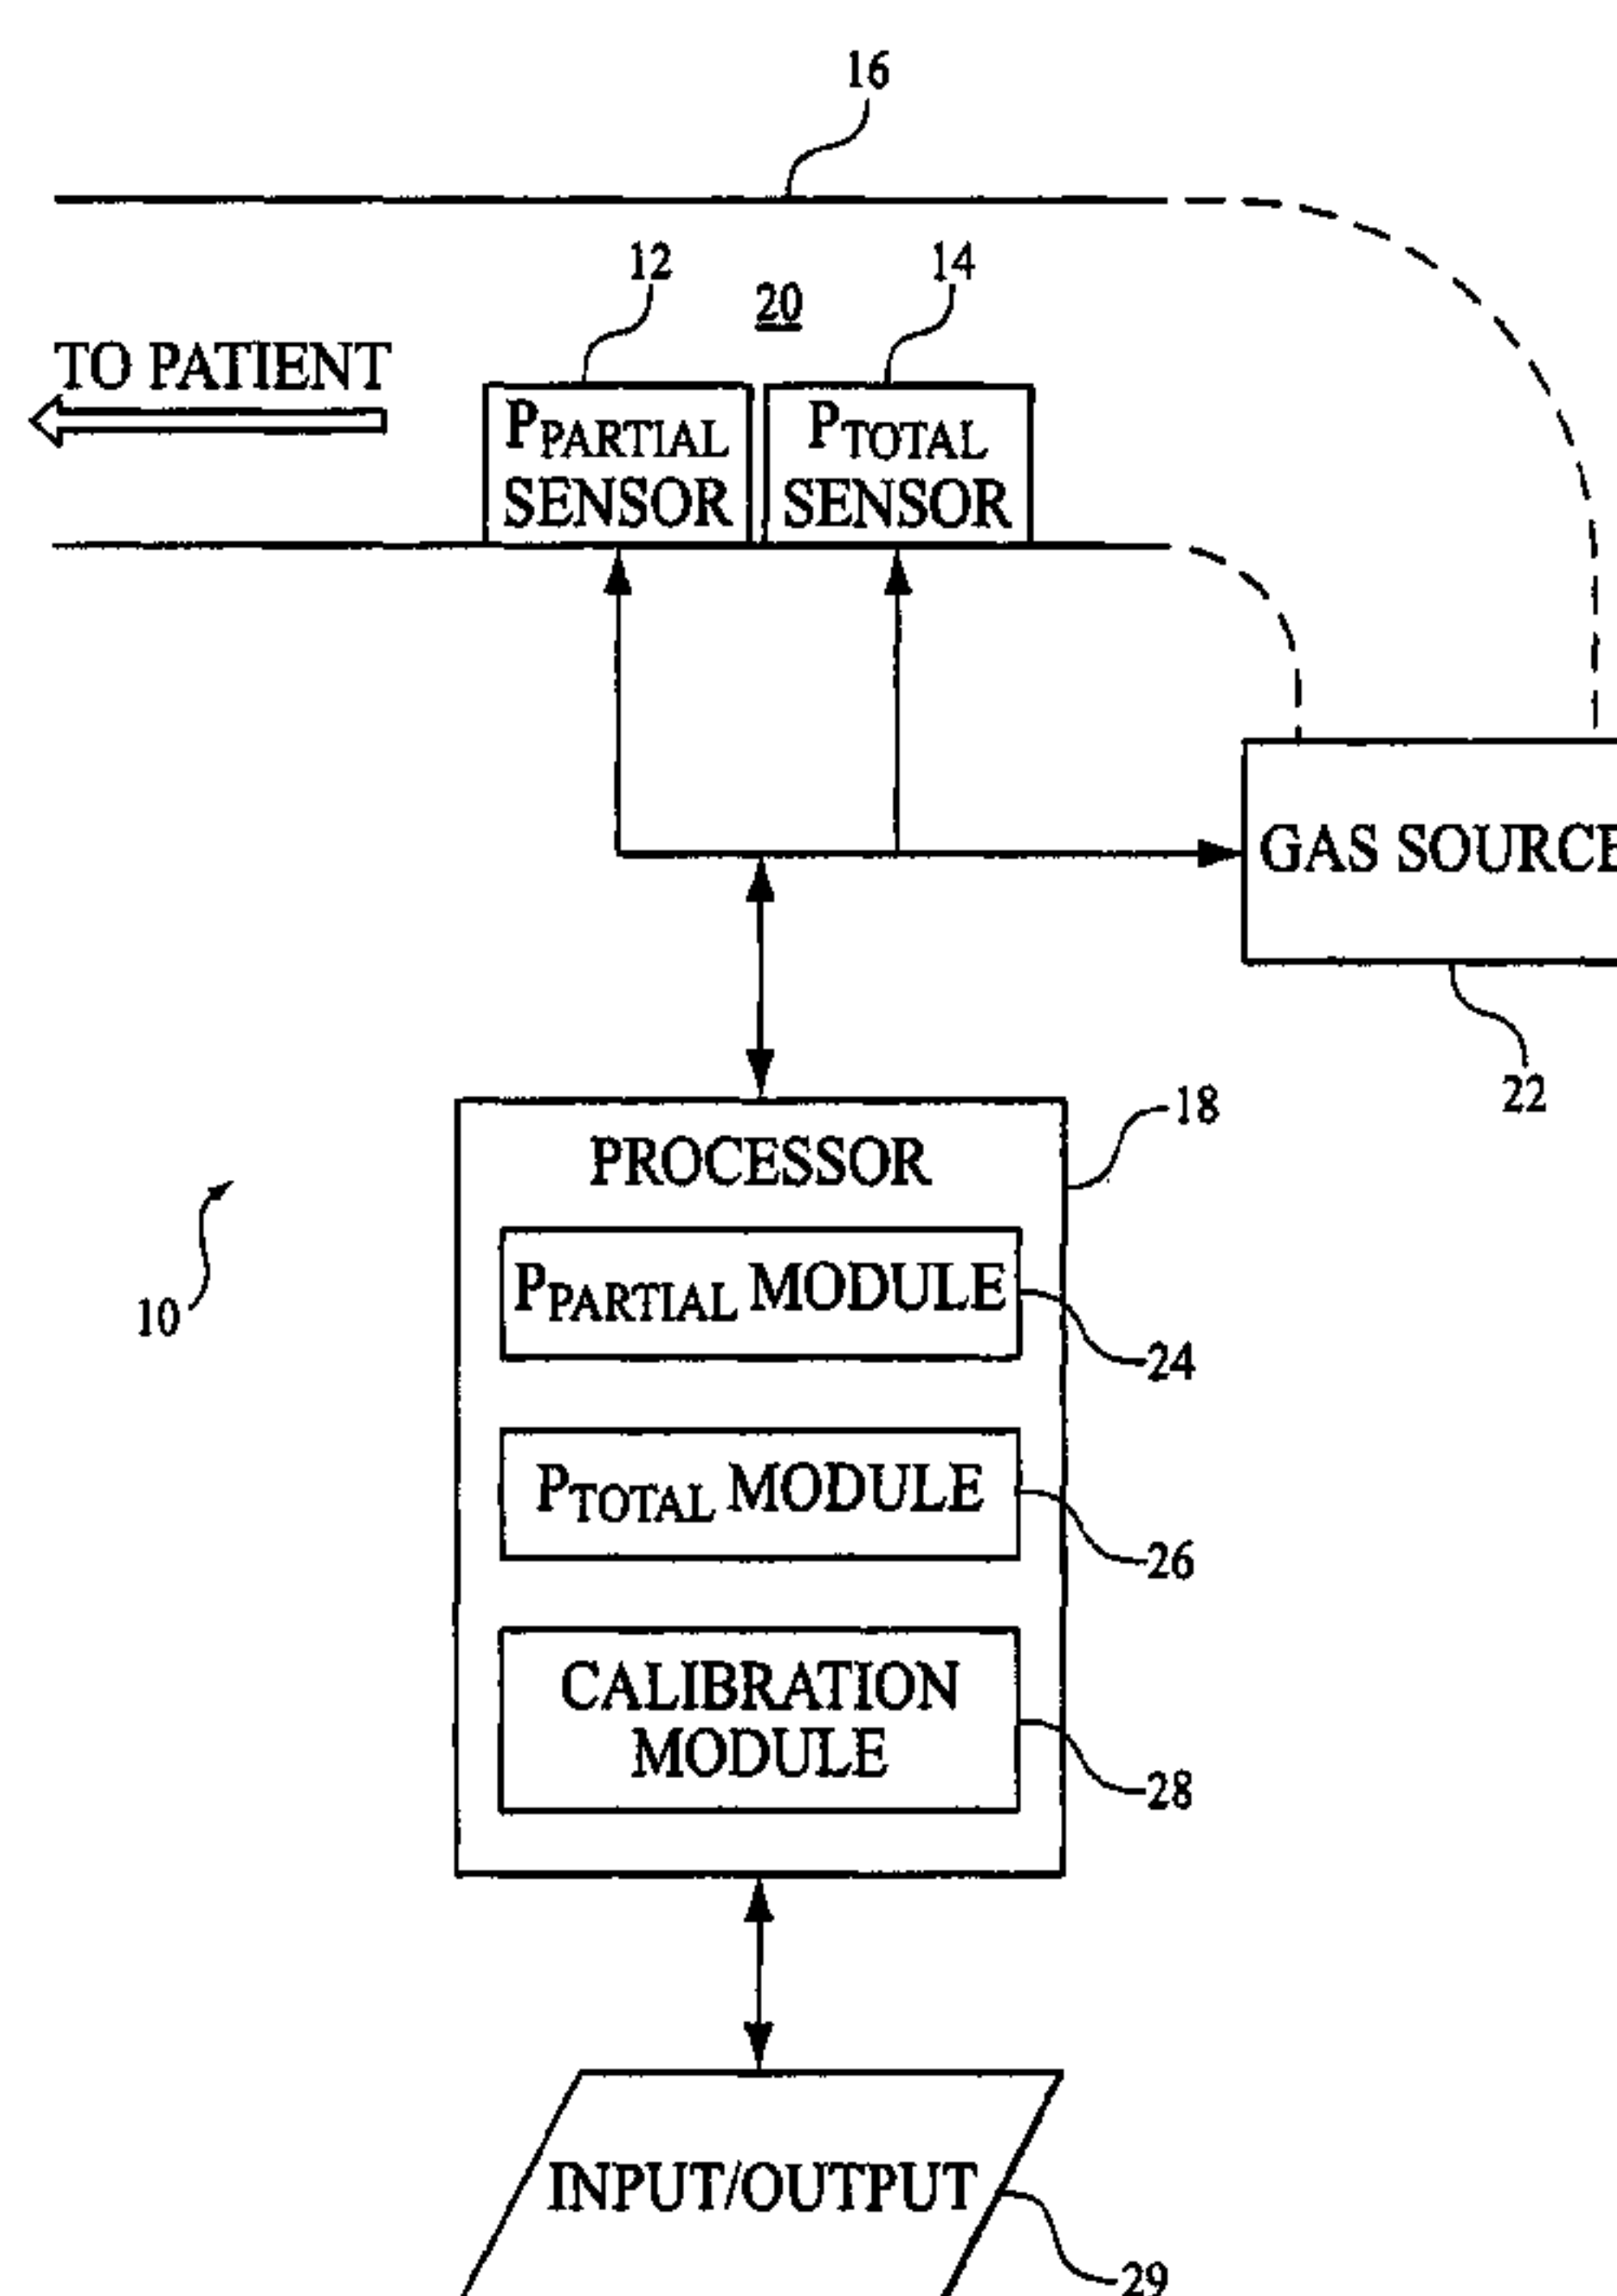 16
12
14
20
TO PATIENT
PPARTIAL
SENSOR
PTOTAL
SENSOR
GAS SOURCE
22
18
PROCESSOR
PPARTIAL MODULE
10
24
PTOTAL MODULE
26
CALIBRATION
MODULE
28
INPUT/OUTPUT
29